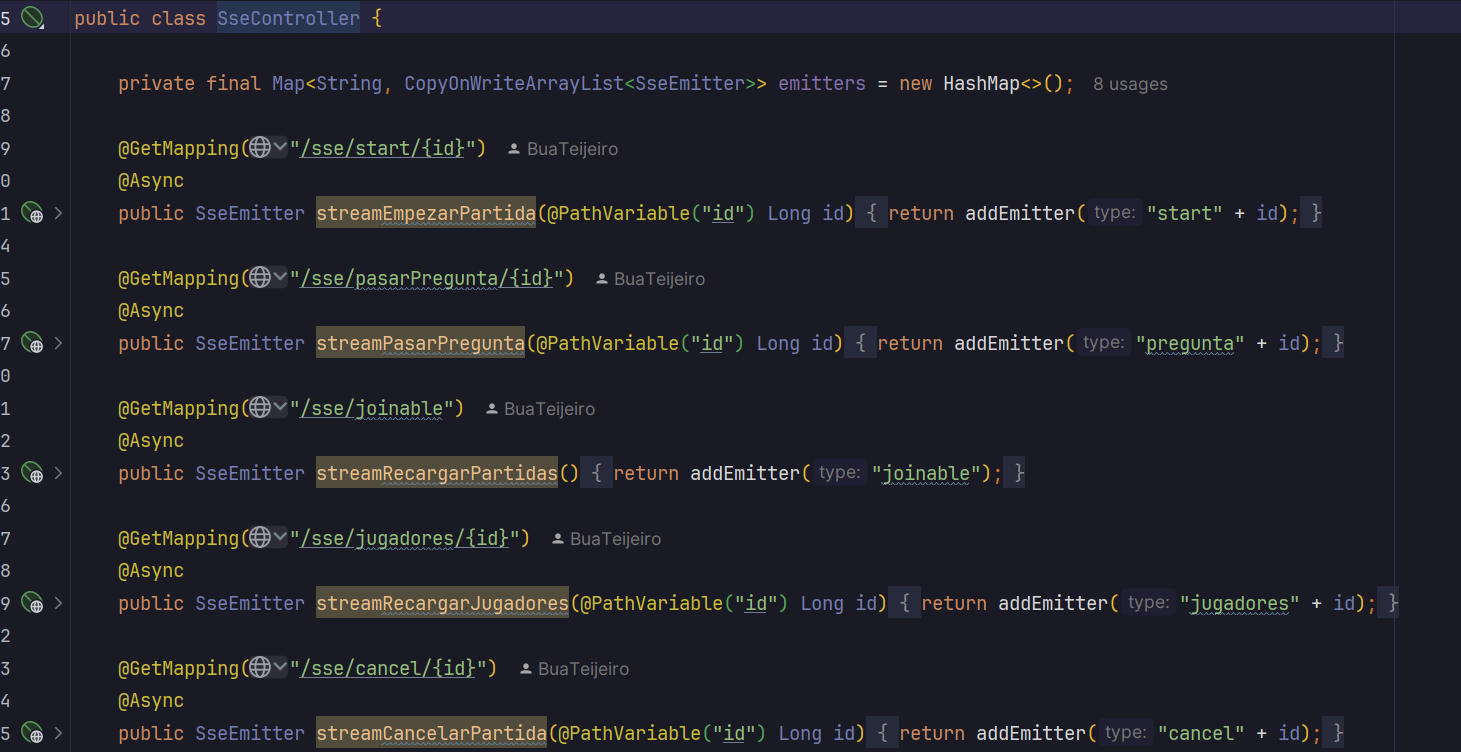 5 public class SseController {
6
7 private final Map<String, CopyOnWriteArrayList<SseEmitter>> emitters = new HashMap<>(); 8 usages
8
9 @GetMapping("/sse/start/{id}") BuaTeijeiro
0 @Async
1 public SseEmitter streamEmpezarPartida(@PathVariable("id") Long id) { return addEmitter( type: "start" + id); }
4
5 @GetMapping("/sse/pasarPregunta/{id}") BuaTeijeiro
6 @Async
7 public SseEmitter streamPasarPregunta(@PathVariable("id") Long id) { return addEmitter( type: "pregunta" + id); }
0
1 @GetMapping("/sse/joinable") BuaTeijeiro
2 @Async
3 public SseEmitter streamRecargarPartidas() { return addEmitter( type: "joinable"); }
6
7 @GetMapping("/sse/jugadores/{id}") BuaTeijeiro
8 @Async
9 public SseEmitter streamRecargarJugadores(@PathVariable("id") Long id) { return addEmitter( type: "jugadores" + id); }
2
3 @GetMapping("/sse/cancel/{id}") BuaTeijeiro
4 @Async
5 public SseEmitter streamCancelarPartida(@PathVariable("id") Long id) { return addEmitter( type: "cancel" + id); }